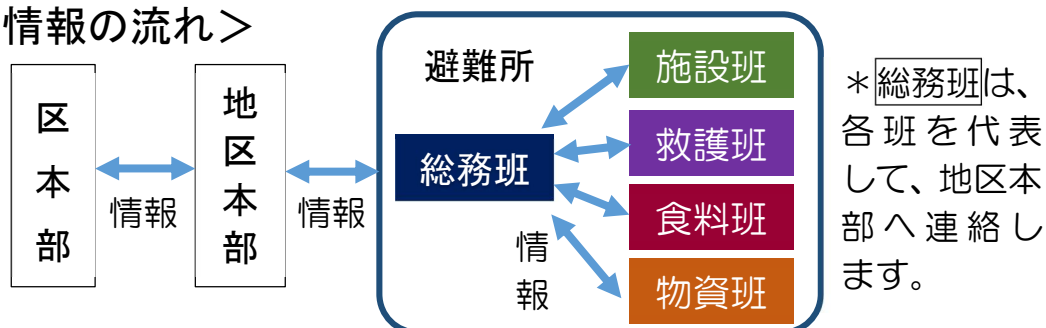 情報の流れ＞
区本部
情報
地区本部
情報
避難所
総務班
情報
施設班
救護班
食料班
物資班
＊総務班は、
各班を代表
して、地区本
部へ連絡し
ます。